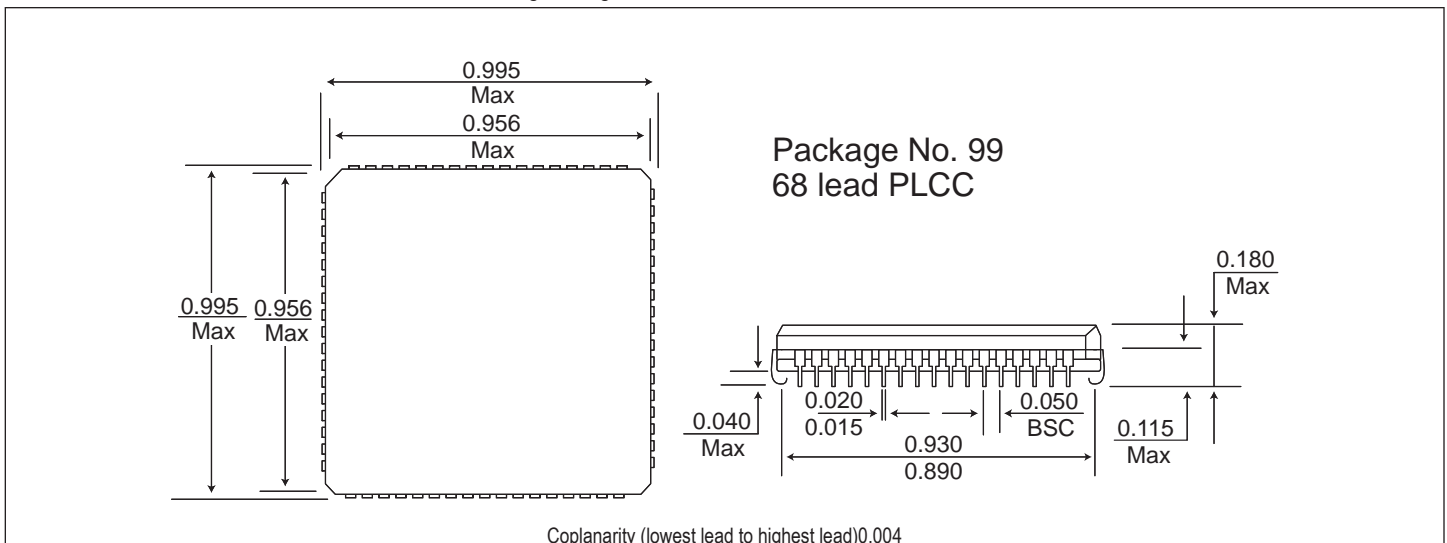 0.995
Max
0.956
Max
Package No. 99
68 lead PLCC
0.995
Max
0.956
Max
0.180
Max
0.040
Max
0.020
0.015
0.050
BSC
0.115
Max
0.930
0.890
Coplanarity (lowest lead to highest lead)0.004